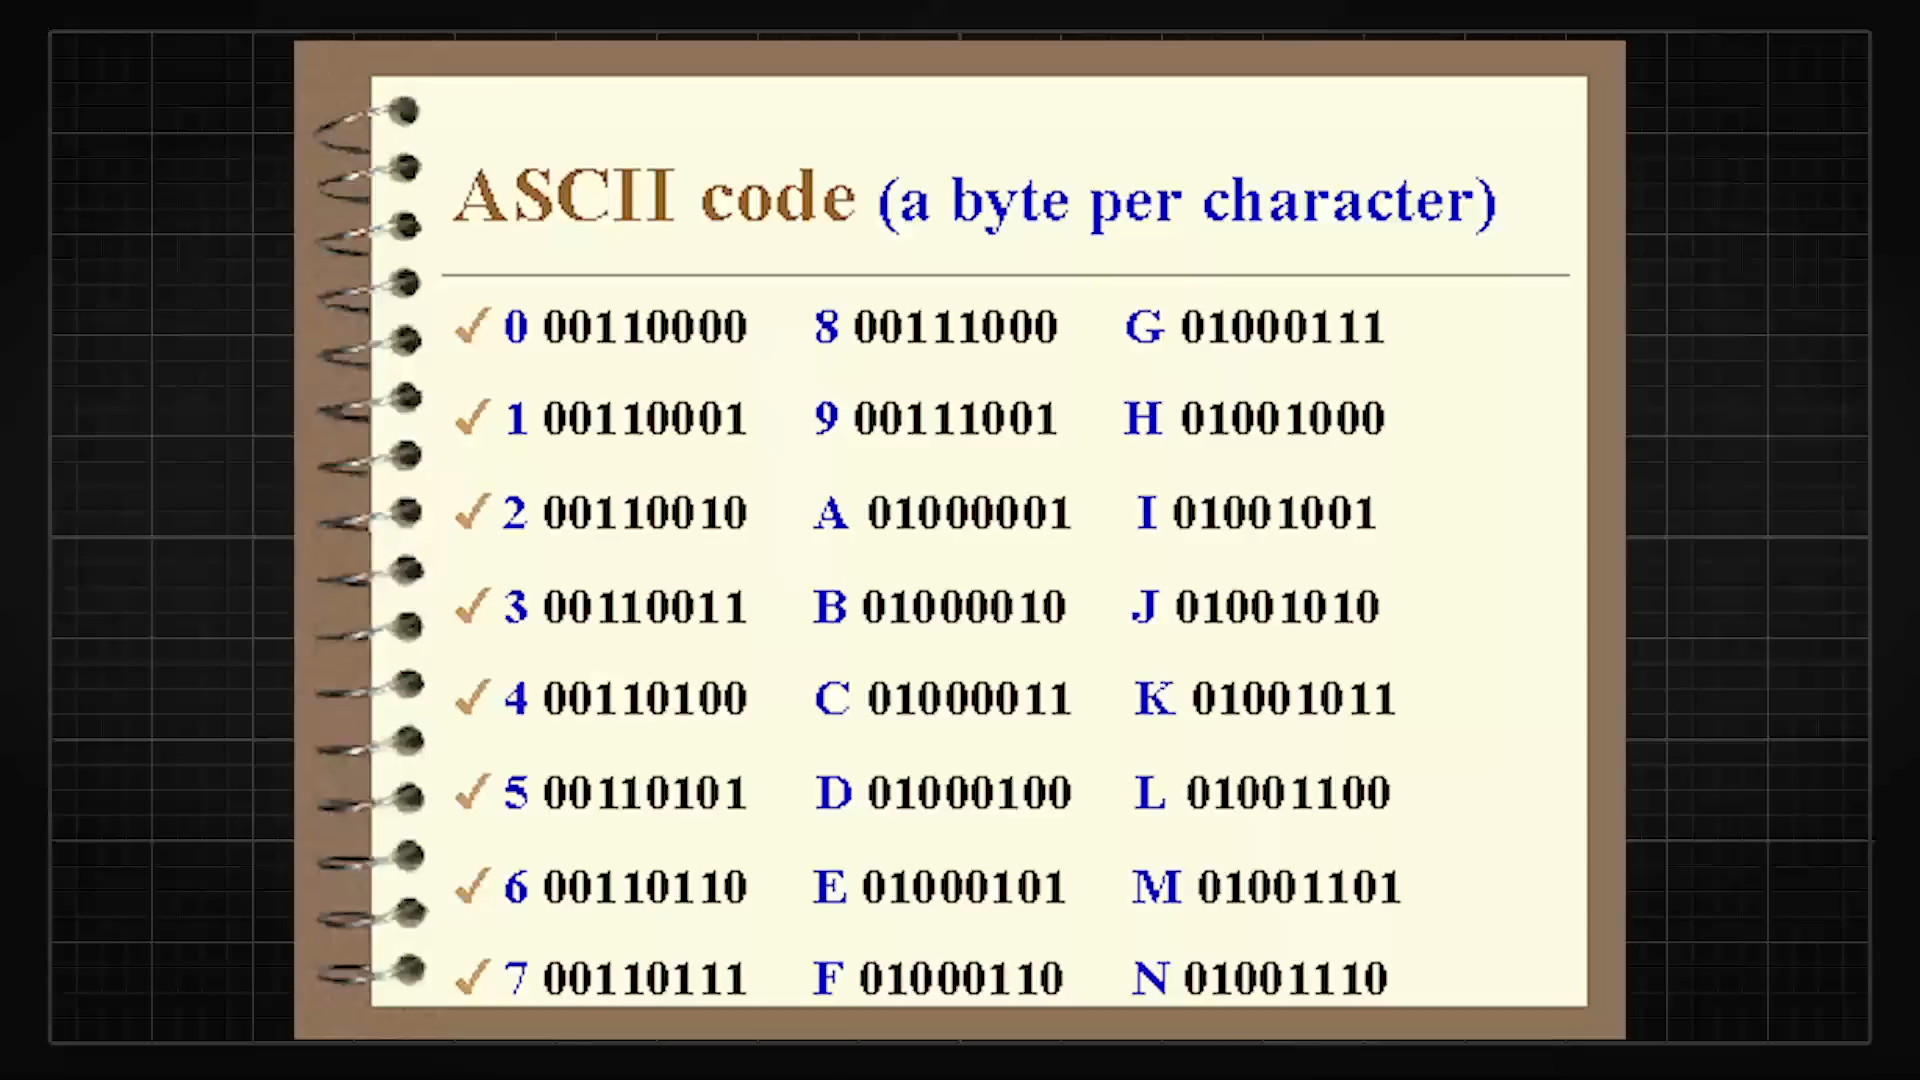 ASCII code (a byte per character)
✓ 0 00110000 8 00111000 G 01000111
✓ 1 00110001 9 00111001 H 01001000
✓ 2 00110010 A 01000001 I 01001001
✓ 3 00110011 B 01000010 J 01001010
✓ 4 00110100 C 01000011 K 01001011
✓ 5 00110101 D 01000100 L 01001100
✓ 6 00110110 E 01000101 M 01001101
✓ 7 00110111 F 01000110 N 01001110